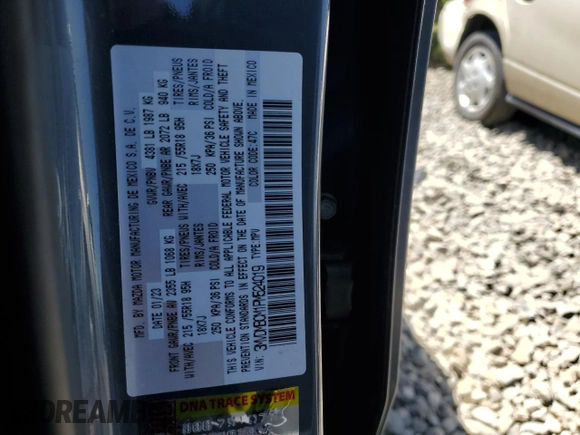 MFD. BY MAZDA MOTOR MANUFACTURING DE MEXICO S.A. DE C.V.
DATE 01/23 GVWR/PNBV 4381 LB 1987 KG
FRONT GAWR/PNBE AV 2355 LB 1068 KG REAR GAWR/PNBE AR 2072 LB 940 KG
WITH/AVEC 215/55R18 95H TIRES/PNEUS WITH/AVEC 215/55R18 95H TIRES/PNEUS
18X7J RIMS/JANTES 18X7J RIMS/JANTES
250 KPA/36 PSI COLD/A FROID 250 KPA/36 PSI COLD/A FROID
THIS VEHICLE CONFORMS TO ALL APPLICABLE FEDERAL MOTOR VEHICLE SAFETY AND THEFT
PREVENTION STANDARDS IN EFFECT ON THE DATE OF MANUFACTURE SHOWN ABOVE.
VIN: TYPE: MPV COLOR CODE: 47C MADE IN MEXICO
DNA TRACE SYSTEM